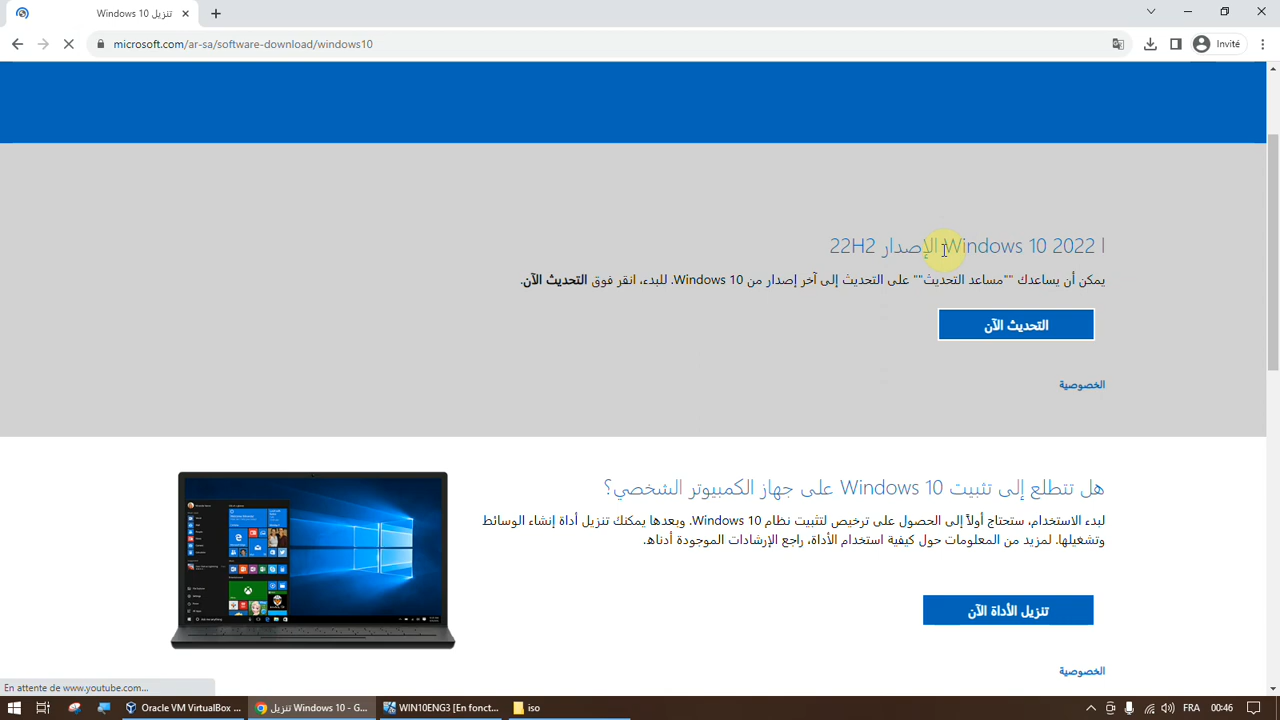 تنزيل Windows 10
microsoft.com/ar-sa/software-download/windows10
Invité
Windows 10 2022 | الإصدار 22H2
يمكن أن يساعدك ""مساعد التحديث"" على التحديث إلى آخر إصدار من Windows 10. للبدء، انقر فوق التحديث الآن.
التحديث الآن
الخصوصية
هل تتطلع إلى تثبيت Windows 10 على جهاز الكمبيوتر الشخصي؟
لبدء الاستخدام، ستحتاج أولاً إلى الحصول على ترخيص لتثبيت نظام Windows 10. وبعدها يمكنك تنزيل أداة إنشاء الوسائط
وتشغيلها. لمزيد من المعلومات حول كيفية استخدام الأداة، راجع الإرشادات الموجودة أدناه.
تنزيل الأداة الآن
الخصوصية
En attente de www.youtube.com...
Oracle VM VirtualBox ...
تنزيل Windows 10 - G...
WIN10ENG3 [En fonct...
iso
FRA
00:46